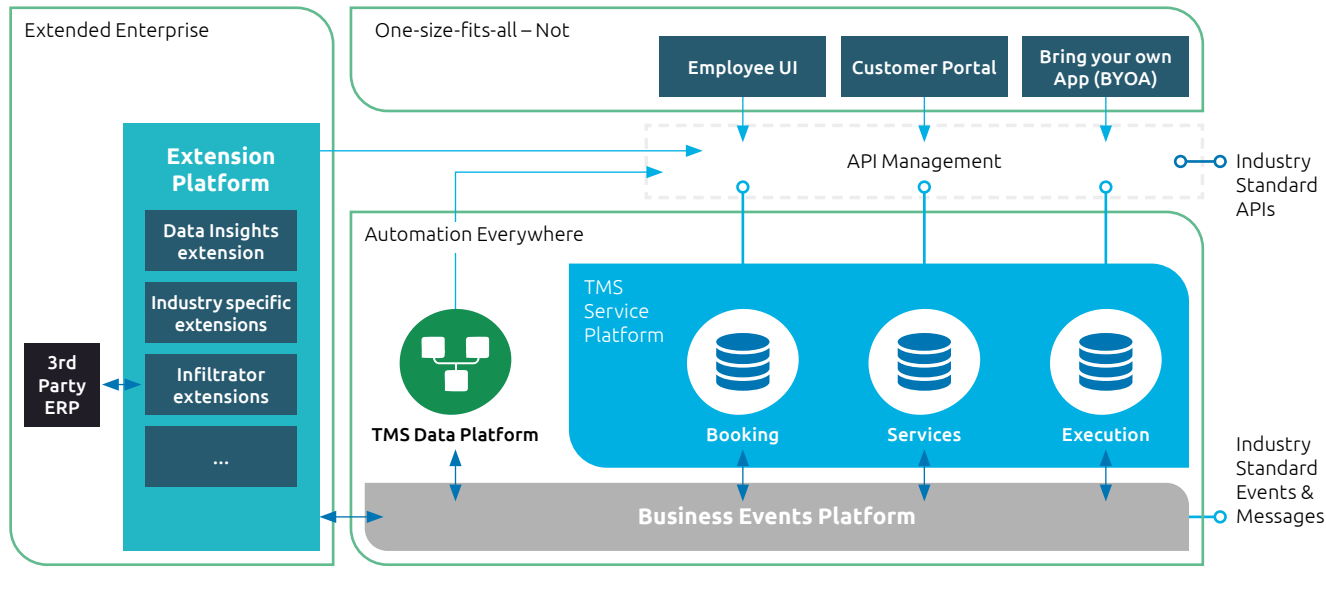 Extended Enterprise
Extension
Platform
Data Insights
extension
Industry specific
extensions
Infiltrator
extensions
...
3rd
Party
ERP
One-size-fits-all – Not
Employee UI
Customer Portal
Bring your own
App (BYOA)
API Management
Industry
Standard
APIs
Automation Everywhere
TMS Data Platform
TMS
Service
Platform
Booking
Services
Execution
Business Events Platform
Industry
Standard
Events &
Messages